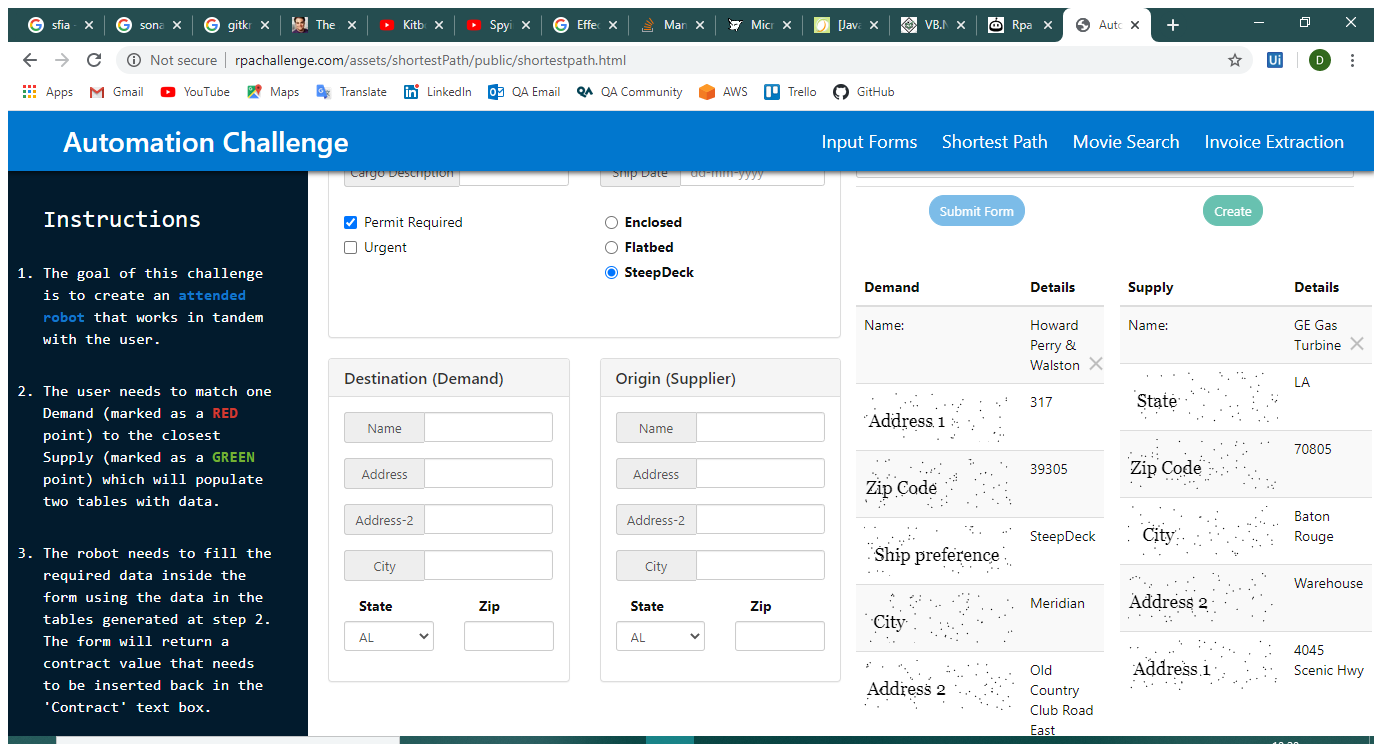 sfia
sona
gitkr
The
Kitbo
Spyi
Effec
Man
Micr
[Java
VB.N
Rpa
Auto
Not secure | rpachallenge.com/assets/shortestPath/public/shortestpath.html
Ui
D
Apps
Gmail
YouTube
Maps
Translate
LinkedIn
QA Email
QA Community
AWS
Trello
GitHub
Automation Challenge
Input Forms
Shortest Path
Movie Search
Invoice Extraction
Instructions
1. The goal of this challenge
is to create an attended
robot that works in tandem
with the user.
2. The user needs to match one
Demand (marked as a RED
point) to the closest
Supply (marked as a GREEN
point) which will populate
two tables with data.
3. The robot needs to fill the
required data inside the
form using the data in the
tables generated at step 2.
The form will return a
contract value that needs
to be inserted back in the
'Contract' text box.
Cargo Description
Ship Date dd-mm-yyyy
Permit Required
Urgent
Enclosed
Flatbed
SteepDeck
Destination (Demand)
Name
Address
Address-2
City
State Zip
AL
Origin (Supplier)
Name
Address
Address-2
City
State Zip
AL
Submit Form
Create
Demand Details
Name: Howard
Perry &
Walston
Address 1 317
Zip Code 39305
Ship preference SteepDeck
City Meridian
Address 2 Old
Country
Club Road
East
Supply Details
Name: GE Gas
Turbine
State LA
Zip Code 70805
City Baton
Rouge
Address 2 Warehouse
Address 1 4045
Scenic Hwy